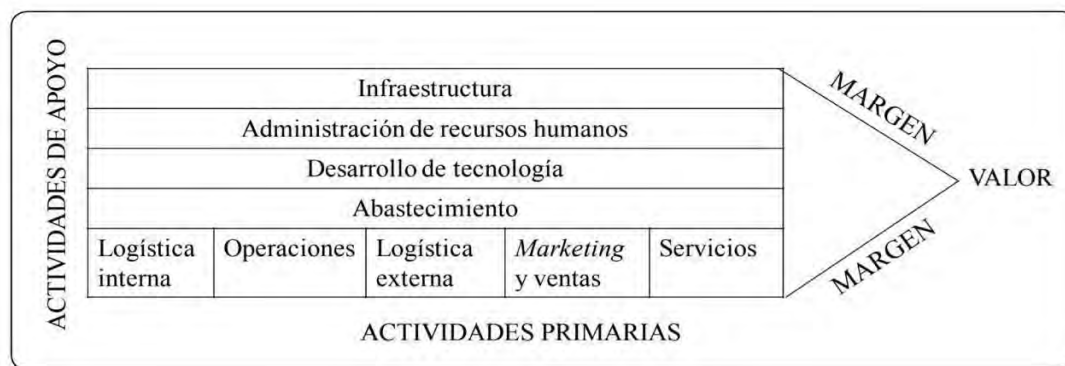 ACTIVIDADES DE APOYO
Infraestructura
Administración de recursos humanos
Desarrollo de tecnología
Abastecimiento
Logística
interna
Operaciones
Logística
externa
Marketing
y ventas
Servicios
MARGEN
VALOR
MARGEN
ACTIVIDADES PRIMARIAS